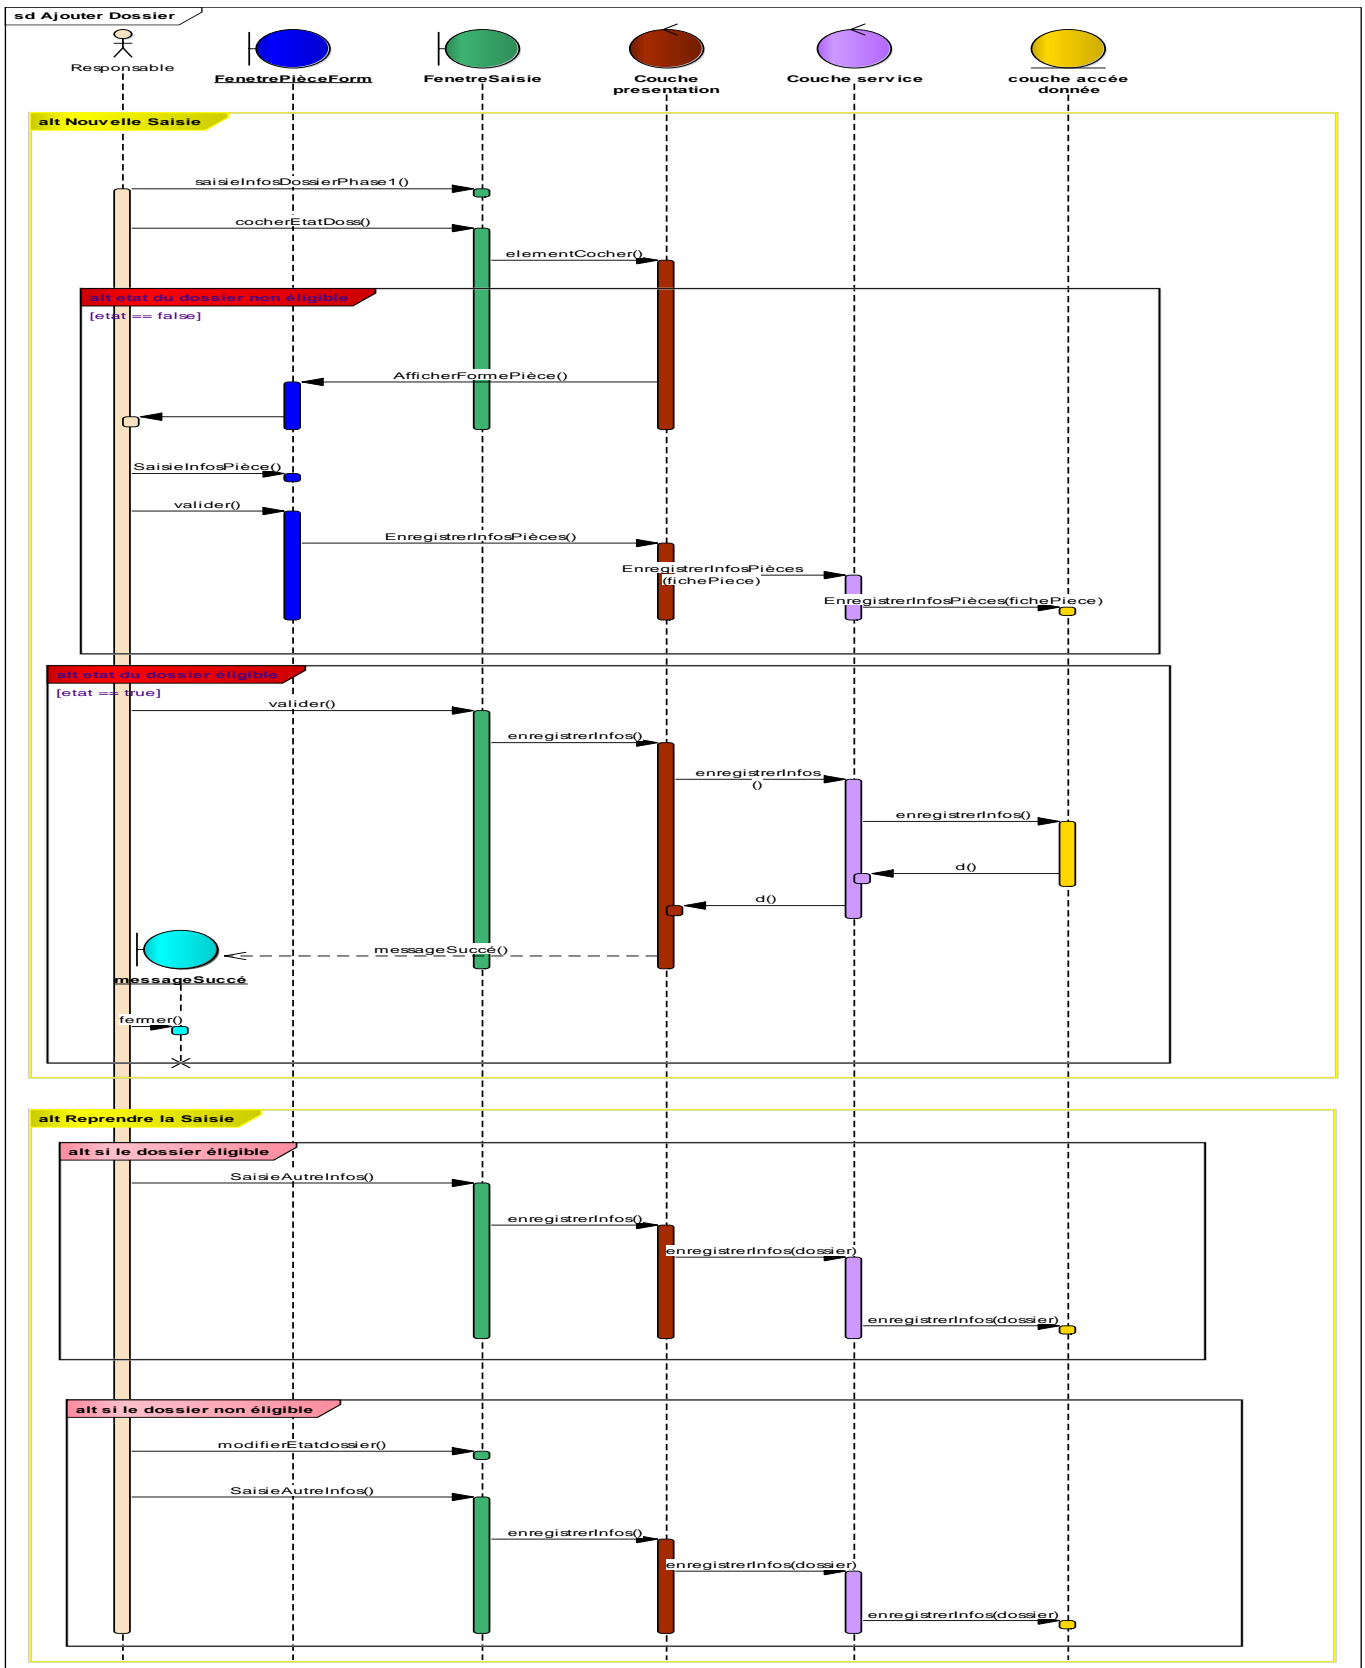 sd Ajouter Dossier
Responsable
FenetrePièceForm
FenetreSaisie
Couche
presentation
Couche service
couche accée
donnée
alt Nouvelle Saisie
saisieInfosDossierPhase1()
cocherEtatDoss()
elementCocher()
alt etat du dossier non éligible
[etat == false]
AfficherFormePièce()
SaisieInfosPièce()
valider()
EnregistrerInfosPièces()
EnregistrerInfosPièces
(fichePiece)
EnregistrerInfosPièces(fichePiece)
alt etat du dossier éligible
[etat == true]
valider()
enregistrerInfos()
enregistrerInfos
()
enregistrerInfos()
d()
d()
messageSuccé()
messageSuccé
fermer()
alt Reprendre la Saisie
alt si le dossier éligible
SaisieAutreInfos()
enregistrerInfos()
enregistrerInfos(dossier)
enregistrerInfos(dossier)
alt si le dossier non éligible
modifierEtatdossier()
SaisieAutreInfos()
enregistrerInfos()
enregistrerInfos(dossier)
enregistrerInfos(dossier)